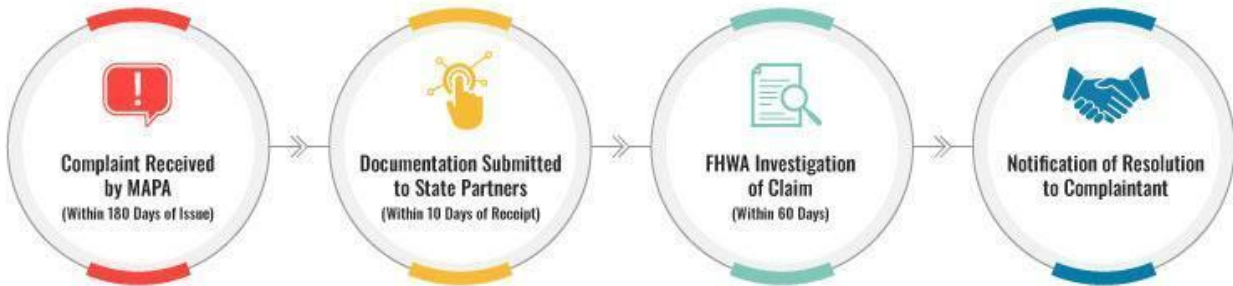 Complaint Received
by MAPA
(Within 180 Days of Issue)
Documentation Submitted
to State Partners
(Within 10 Days of Receipt)
FHWA Investigation
of Claim
(Within 60 Days)
Notification of Resolution
to Complaintant